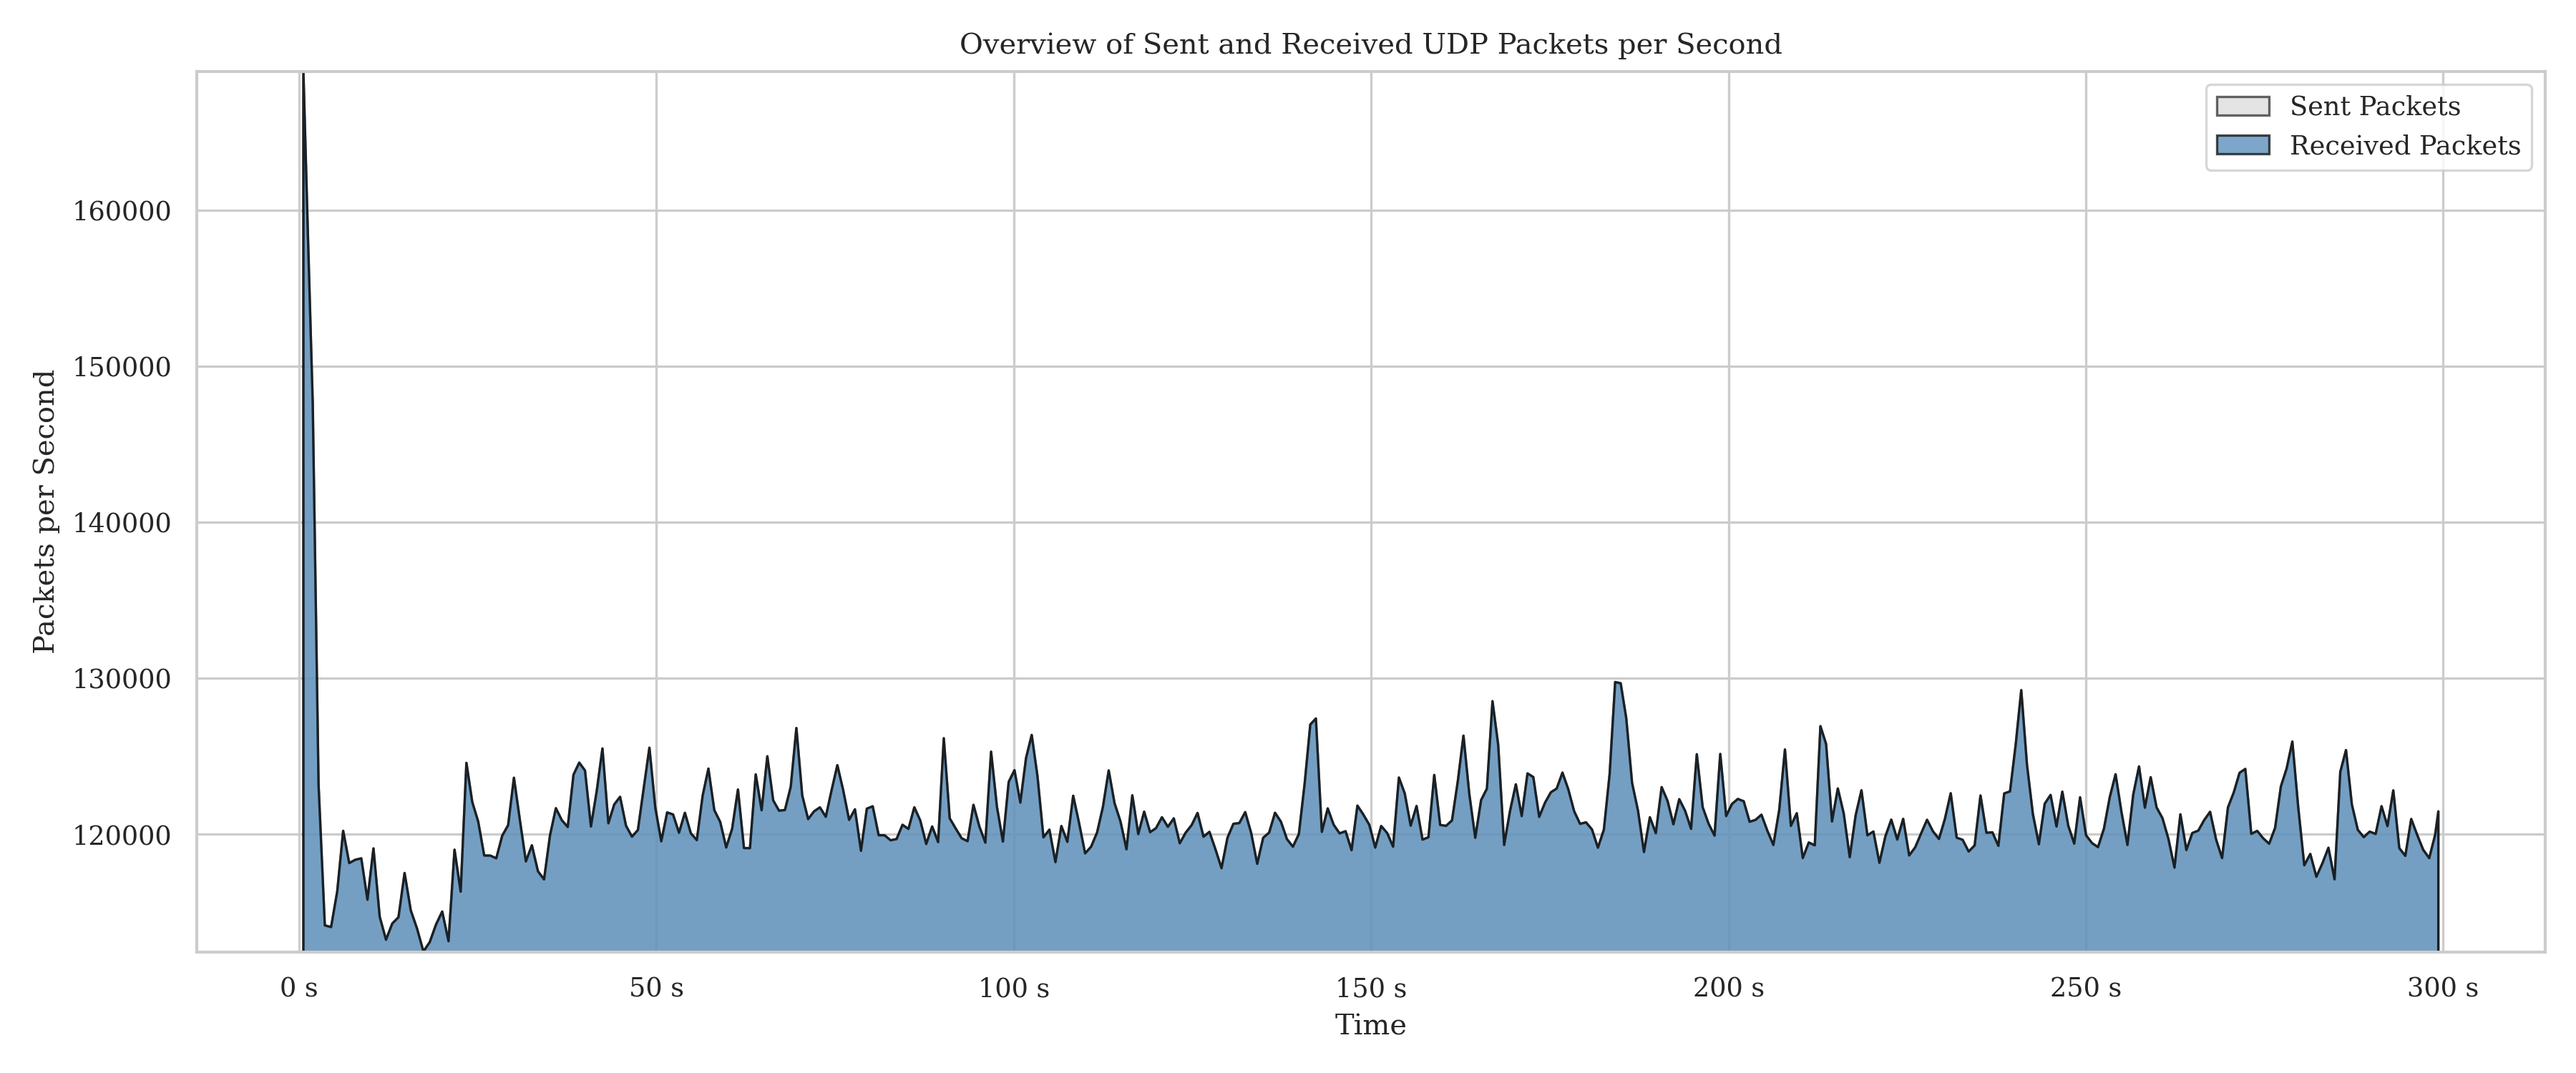 Overview of Sent and Received UDP Packets per Second
Sent Packets
Received Packets
Packets per Second
160000
150000
140000
130000
120000
0 s
50 s
100 s
150 s
200 s
250 s
300 s
Time